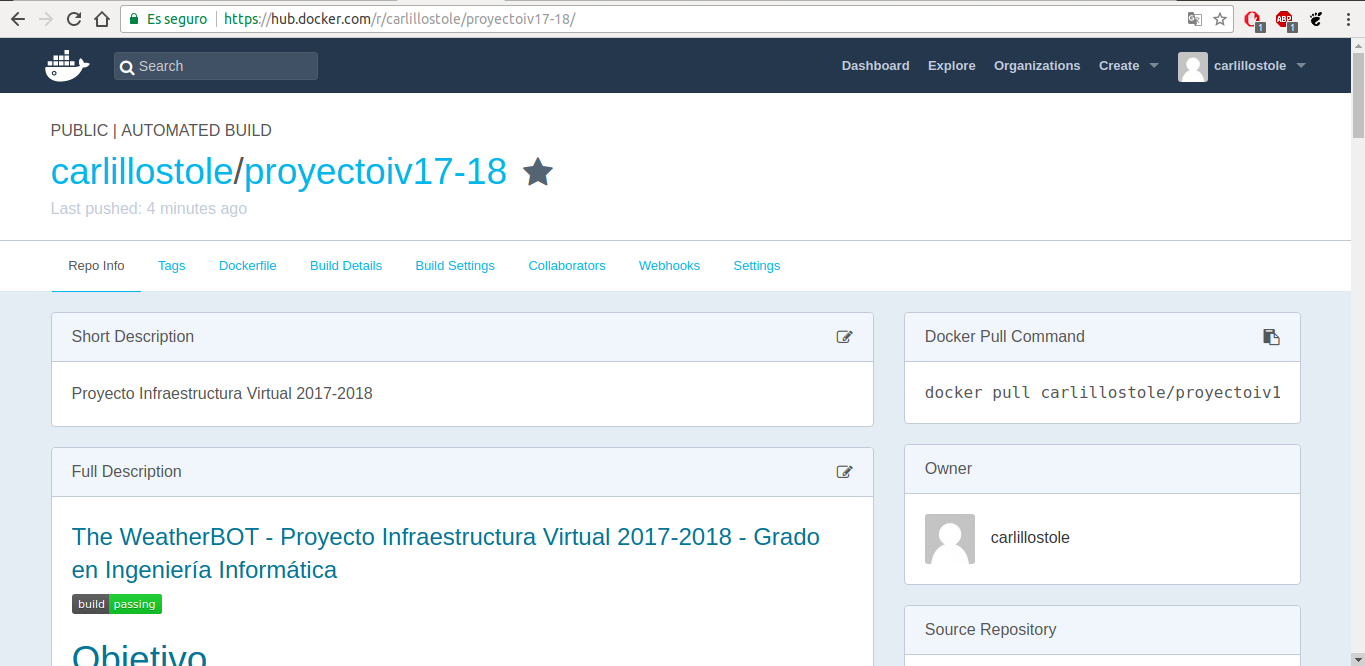 Es seguro https://hub.docker.com/r/carlillostole/proyectoiv17-18/
1 ABP 1
Search Dashboard Explore Organizations Create carlillostole
PUBLIC | AUTOMATED BUILD
carlillostole/proyectoiv17-18
Last pushed: 4 minutes ago
Repo Info Tags Dockerfile Build Details Build Settings Collaborators Webhooks Settings
Short Description
Proyecto Infraestructura Virtual 2017-2018
Full Description
The WeatherBOT - Proyecto Infraestructura Virtual 2017-2018 - Grado
en Ingeniería Informática
build passing
Objetivo
Docker Pull Command
docker pull carlillostole/proyectoiv1
Owner
carlillostole
Source Repository